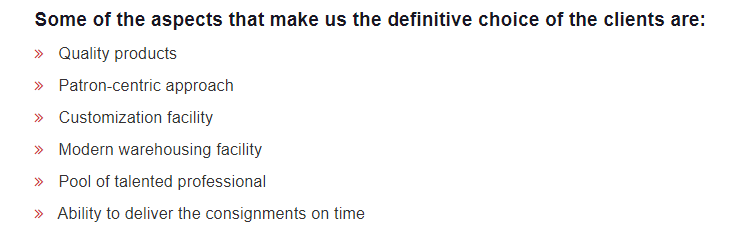 Some of the aspects that make us the definitive choice of the clients are:
» Quality products
» Patron-centric approach
» Customization facility
» Modern warehousing facility
» Pool of talented professional
» Ability to deliver the consignments on time